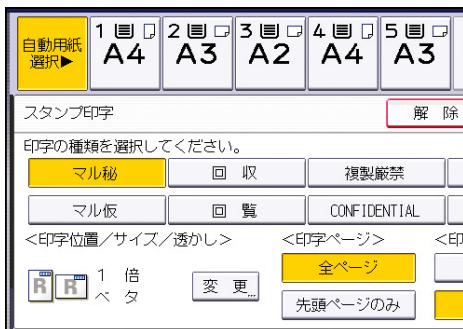 自動用紙
選択▶
1 A4
2 A3
3 A2
4 A4
5 A3
スタンプ印字
解 除
印字の種類を選択してください。
マル秘
回 収
複製厳禁
マル仮
回 覧
CONFIDENTIAL
<印字位置/サイズ/透かし>
<印字ページ>
<印
R R
1 倍
ベ タ
変 更...
全ページ
先頭ページのみ